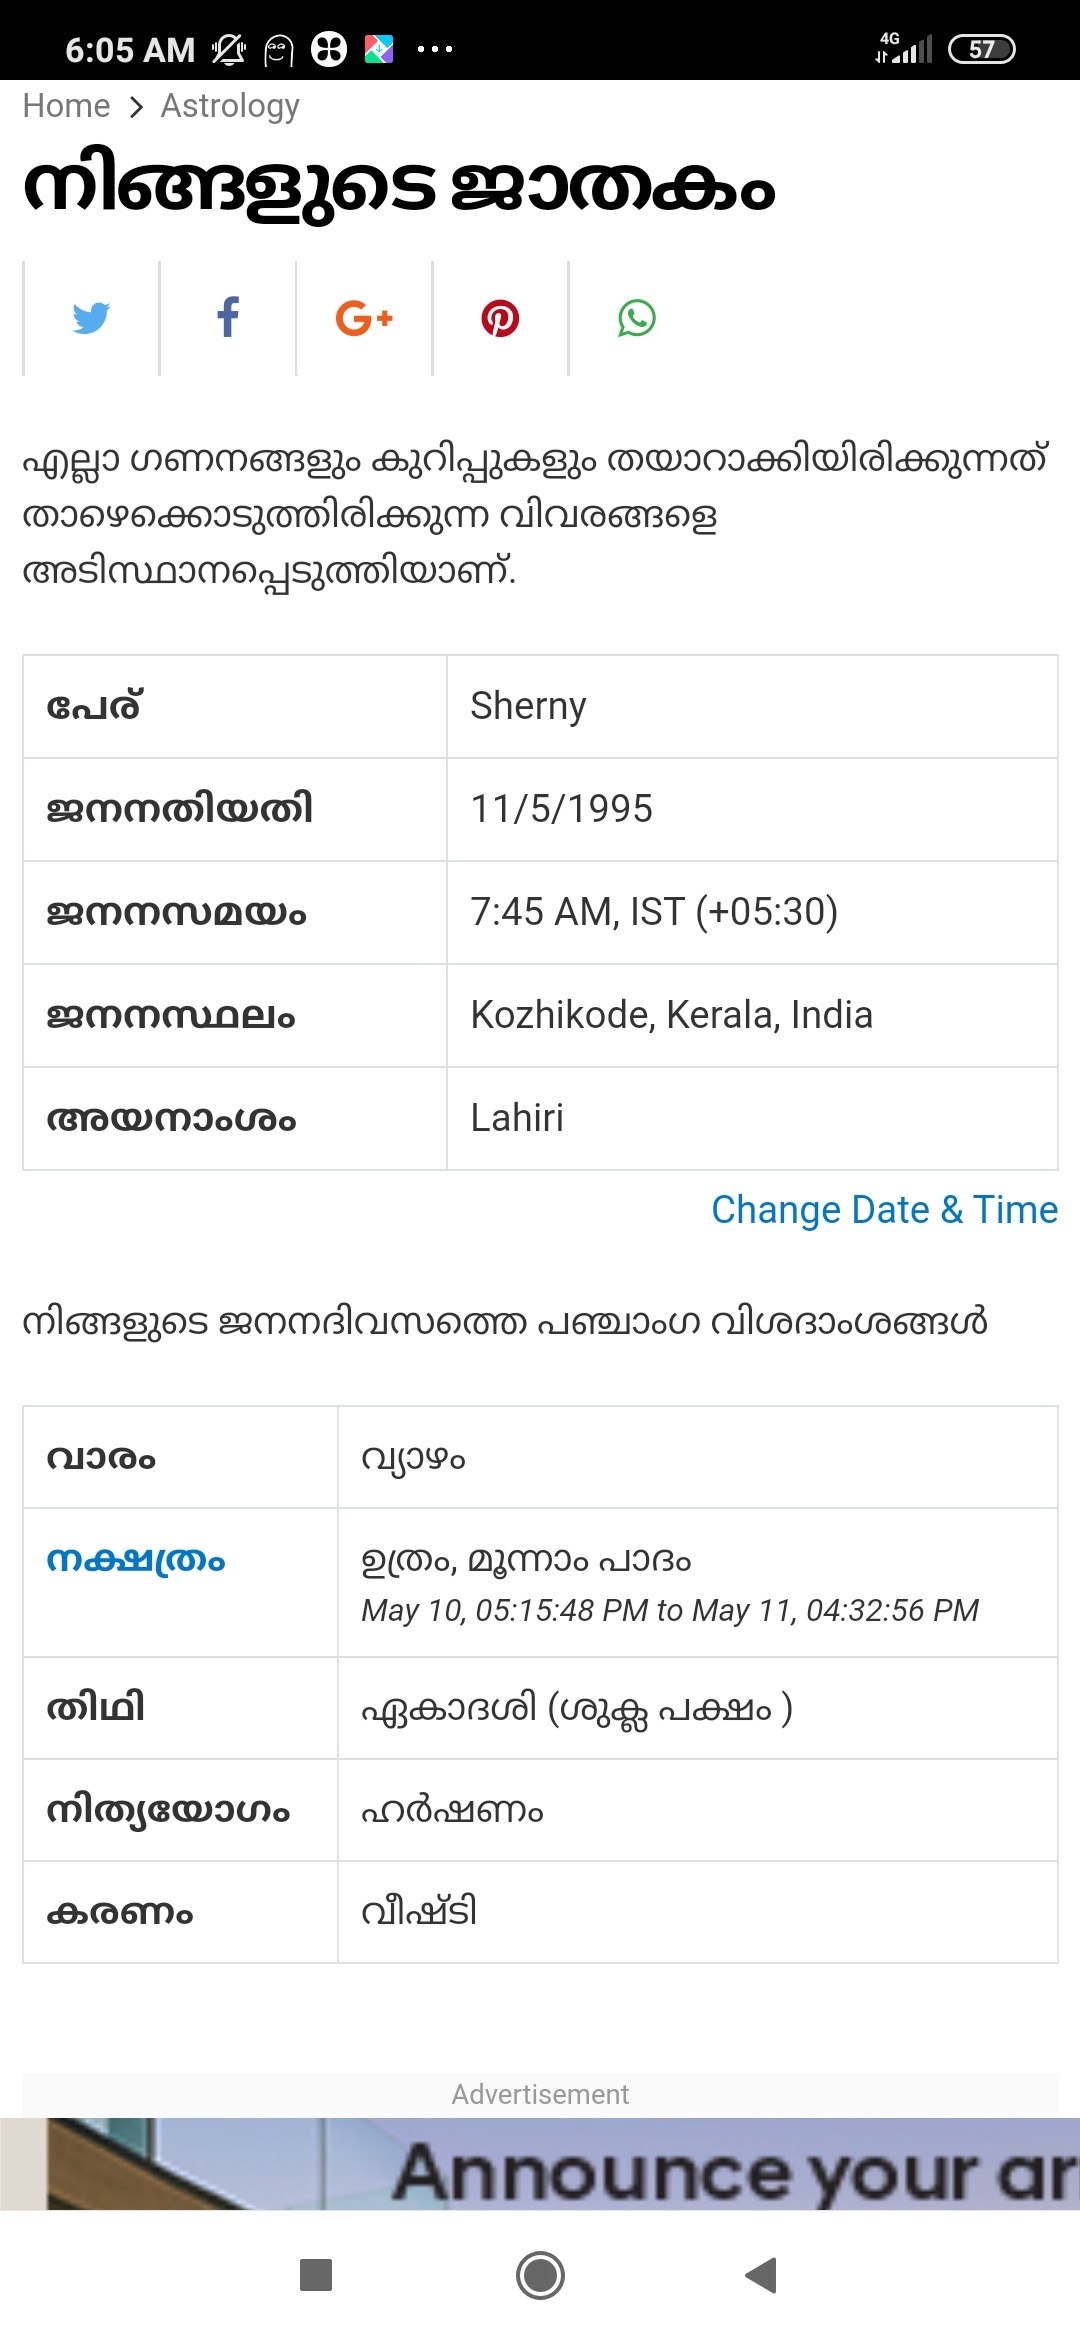 6:05 AM
4G
57
Home > Astrology
നിങ്ങളുടെ ജാതകം
എല്ലാ ഗണനങ്ങളും കുറിപ്പുകളും തയാറാക്കിയിരിക്കുന്നത്
താഴെക്കൊടുത്തിരിക്കുന്ന വിവരങ്ങളെ
അടിസ്ഥാനപ്പെടുത്തിയാണ്.
പേര് Sherny
ജനനതിയതി 11/5/1995
ജനനസമയം 7:45 AM, IST (+05:30)
ജനനസ്ഥലം Kozhikode, Kerala, India
അയനാംശം Lahiri
Change Date & Time
നിങ്ങളുടെ ജനനദിവസത്തെ പഞ്ചാംഗ വിശദാംശങ്ങൾ
വാരം വ്യാഴം
നക്ഷത്രം ഉത്രം, മൂന്നാം പാദം
May 10, 05:15:48 PM to May 11, 04:32:56 PM
തിഥി ഏകാദശി (ശുക്ല പക്ഷം )
നിത്യയോഗം ഹർഷണം
കരണം വീഷ്ടി
Advertisement
Announce your ar